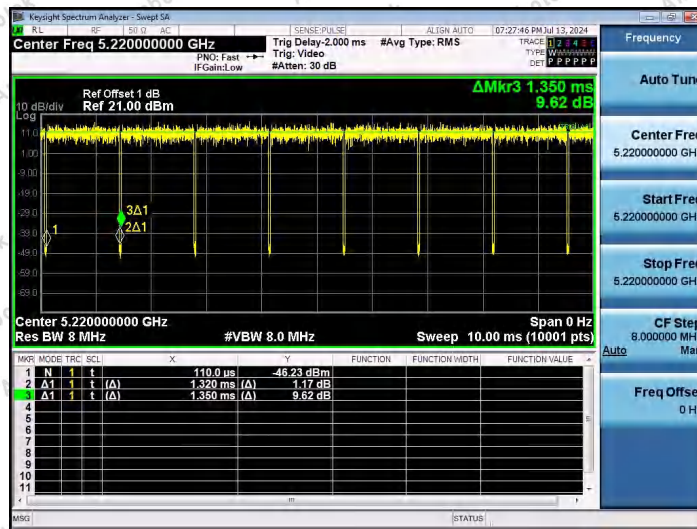 Keysight Spectrum Analyzer - Swept SA
RL RF 50 Ω AC SENSE:PULSE ALIGN AUTO 07:27:46 PM Jul 13, 2024
Center Freq 5.220000000 GHz
PNO: Fast
IFGain:Low
Trig Delay-2.000 ms
Trig: Video
#Atten: 30 dB
#Avg Type: RMS
TRACE 1 2 3 4 5 6
TYPE W
DET P P P P P P
Frequency
Auto Tune
Center Freq
5.220000000 GH
Start Freq
5.220000000 GH
Stop Freq
5.220000000 GH
CF Step
8.000000 MH
Auto Man
Freq Offse
0 H
Ref Offset 1 dB
Ref 21.00 dBm
10 dB/div
Log
ΔMkr3 1.350 ms
9.62 dB
11.0
1.00
-9.00
-19.0
-29.0
-39.0
-49.0
-59.0
-69.0
1
3Δ1
2Δ1
Center 5.220000000 GHz Span 0 Hz
Res BW 8 MHz #VBW 8.0 MHz Sweep 10.00 ms (10001 pts)
MKR MODE TRC SCL X Y FUNCTION FUNCTION WIDTH FUNCTION VALUE
1 N 1 t 110.0 µs -46.23 dBm
2 Δ1 1 t (Δ) 1.320 ms (Δ) 1.17 dB
3 Δ1 1 t (Δ) 1.350 ms (Δ) 9.62 dB
4
5
6
7
8
9
10
11
MSG STATUS